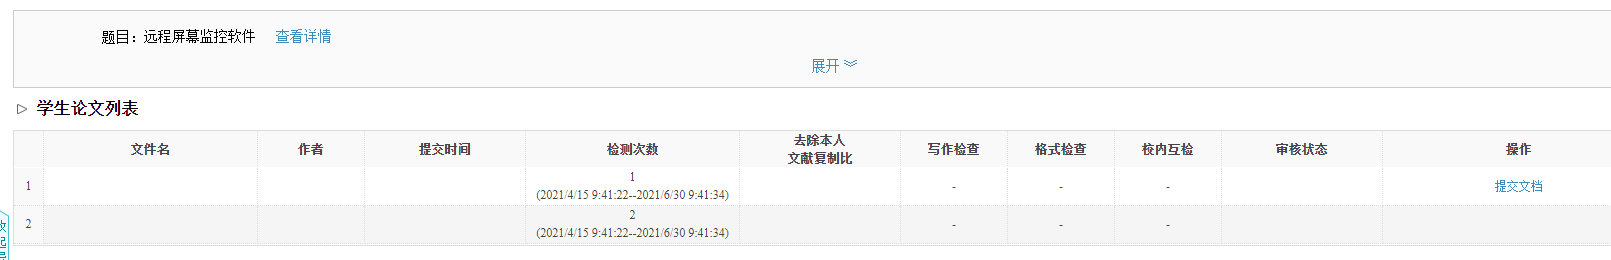 题目：远程屏幕监控软件 查看详情
展开
学生论文列表
文件名 作者 提交时间 检测次数 去除本人 文献复制比 写作检查 格式检查 校内互检 审核状态 操作
1 1 - - - 提交文档
(2021/4/15 9:41:22--2021/6/30 9:41:34)
2 2 - - -
(2021/4/15 9:41:22--2021/6/30 9:41:34)
起